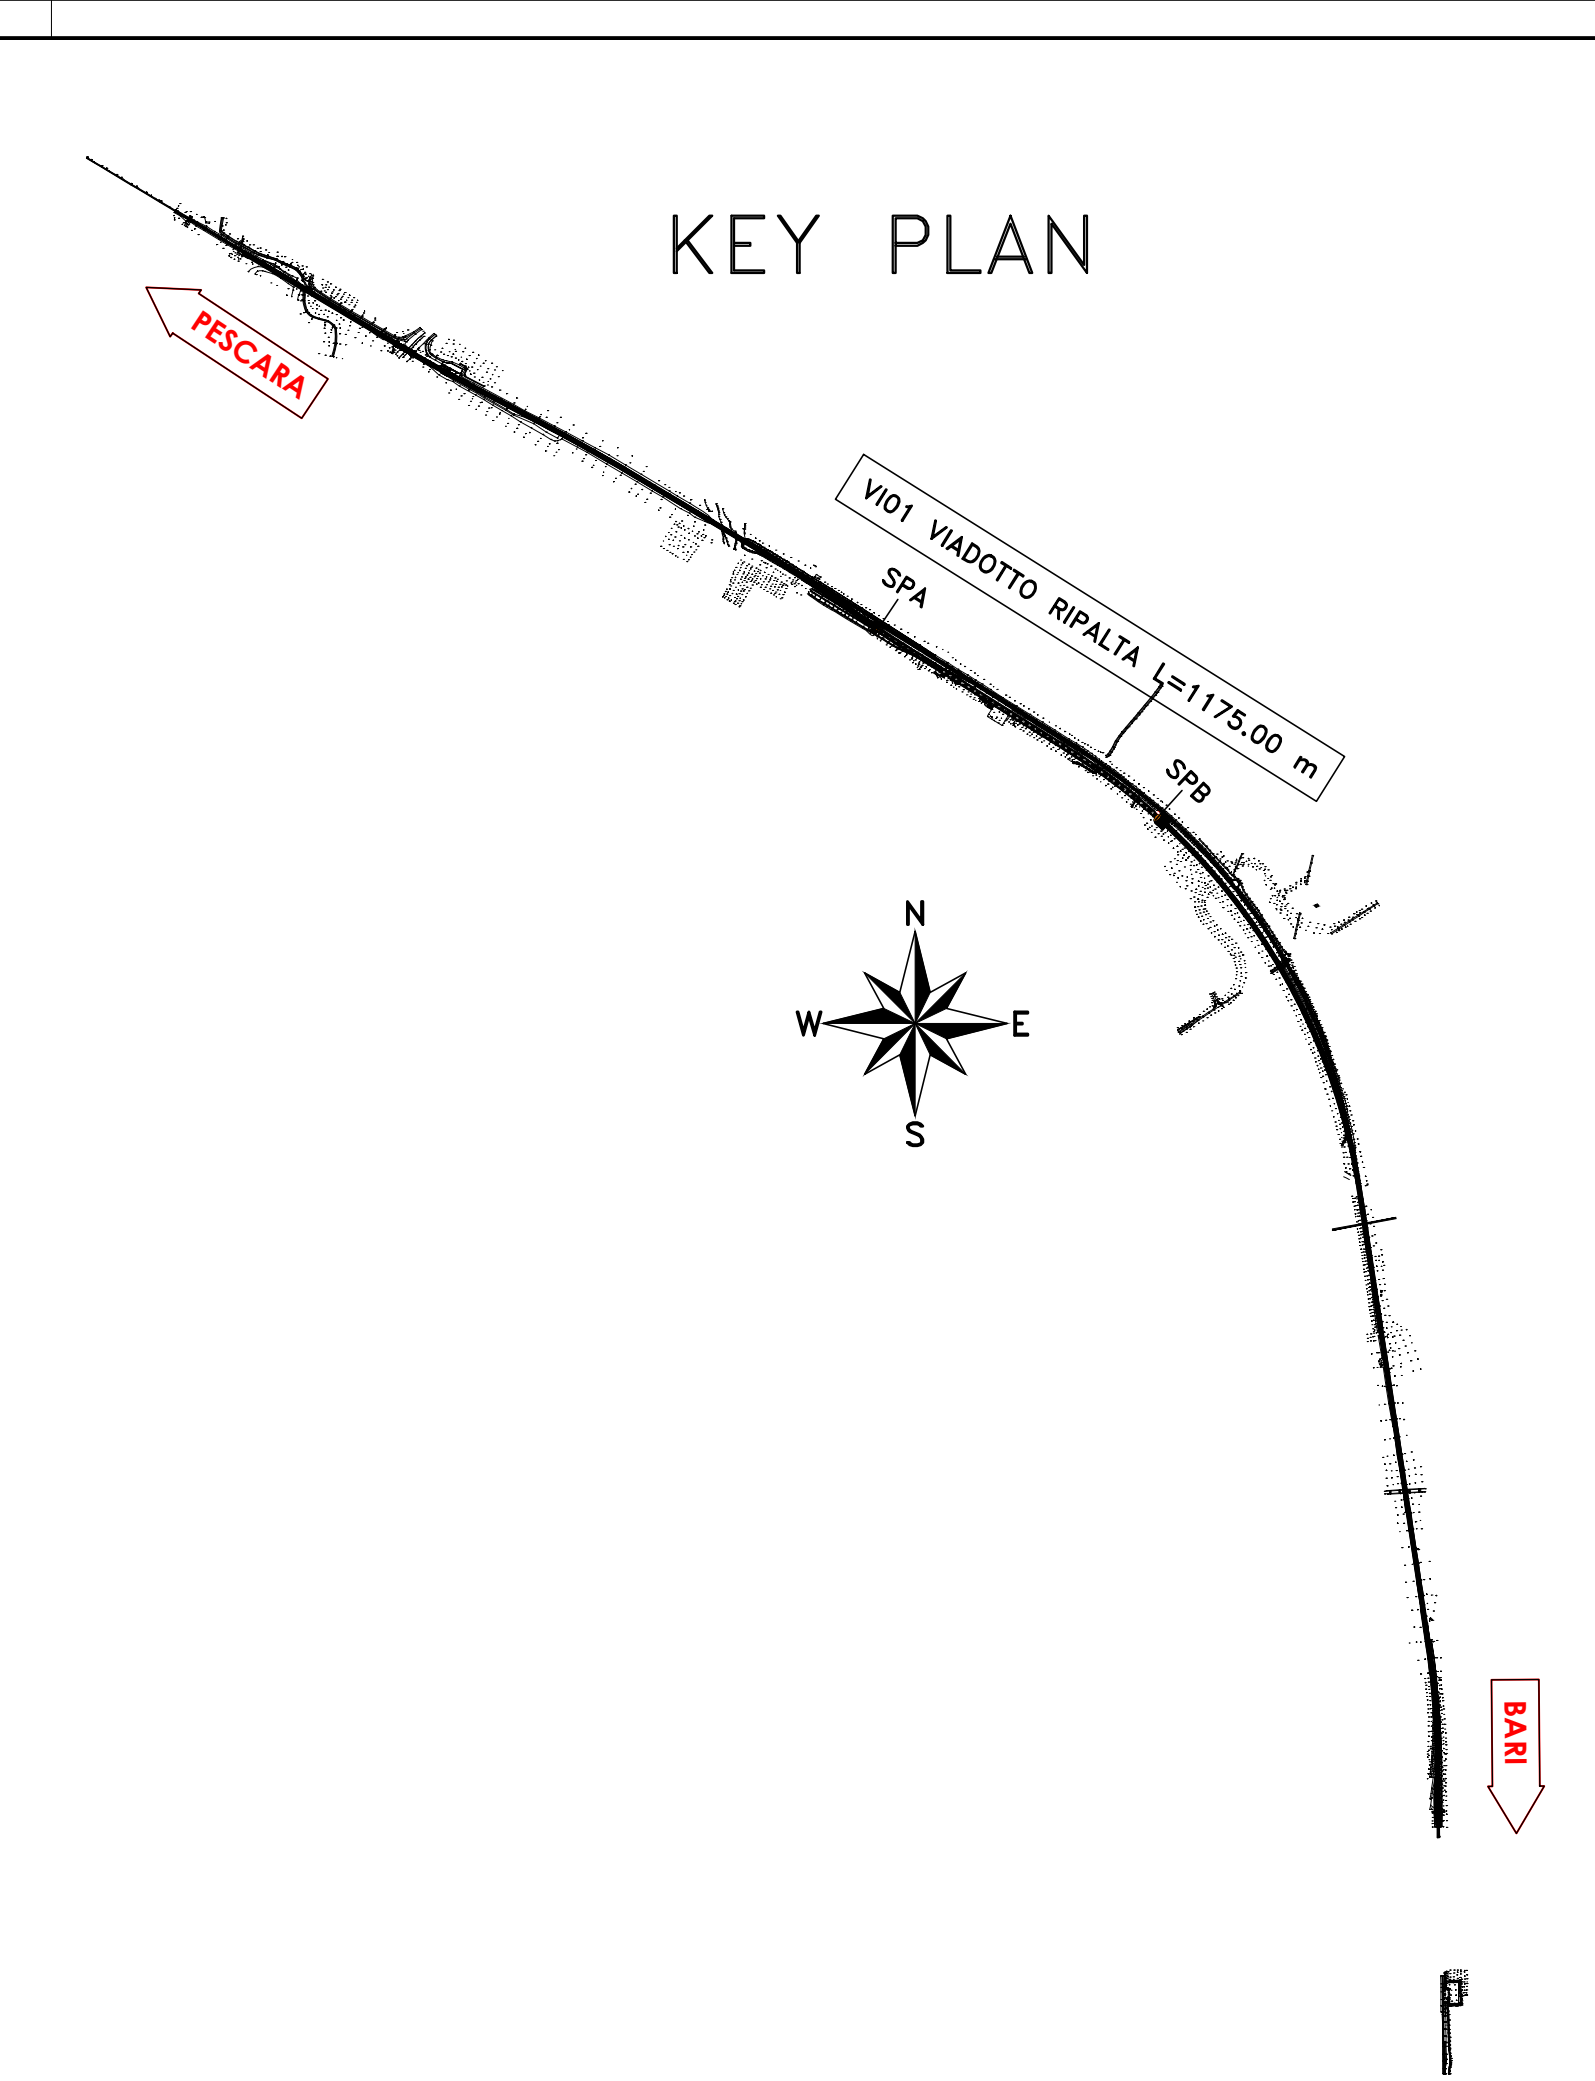 KEY PLAN
PESCARA
VI01 VIADOTTO RIPALTA L=1175.00 m
SPA
SPB
N
W
E
S
BARI